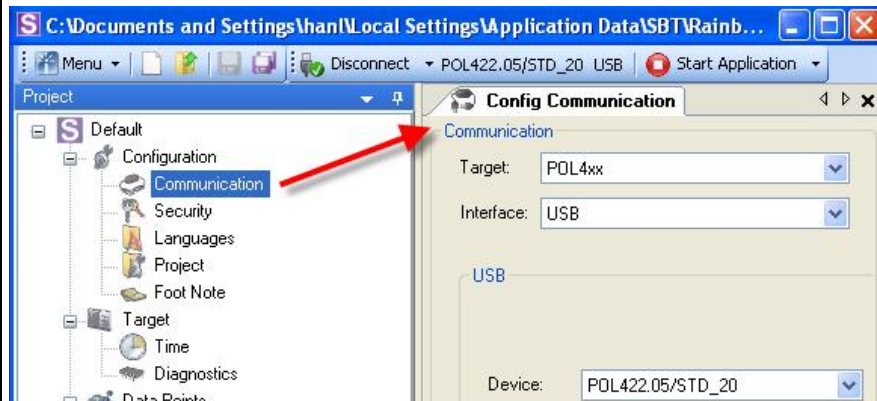 S C:\Documents and Settings\hanl\Local Settings\Application Data\SBT\Rainb...
Menu Disconnect POL422.05/STD_20 USB Start Application
Project
Config Communication
S Default
Configuration
Communication
Security
Languages
Project
Foot Note
Target
Time
Diagnostics
Data Points
Communication
Target: POL4xx
Interface: USB
USB
Device: POL422.05/STD_20